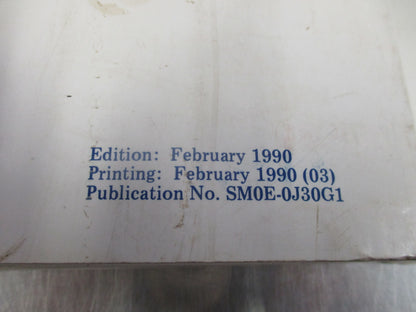 Edition: February 1990
Printing: February 1990 (03)
Publication No. SM0E-0J30G1